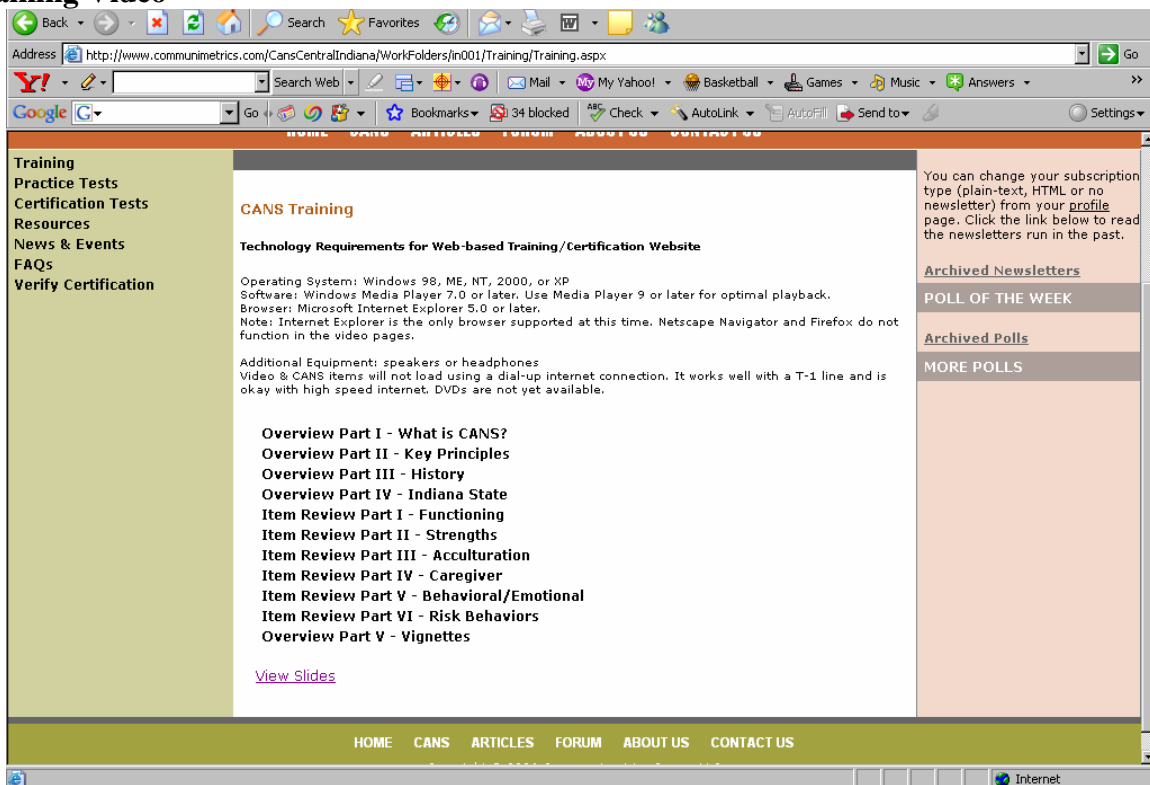 aining Video
Back Search Favorites
Address http://www.communimetrics.com/CansCentralIndiana/WorkFolders/in001/Training/Training.aspx Go
Y! Search Web Mail My Yahoo! Basketball Games Music Answers »
Google G Go Bookmarks 34 blocked Check AutoLink AutoFill Send to Settings
HOME CANS ARTICLES FORUM ABOUT US CONTACT US
Training
Practice Tests
Certification Tests
Resources
News & Events
FAQs
Verify Certification
CANS Training
Technology Requirements for Web-based Training/Certification Website
Operating System: Windows 98, ME, NT, 2000, or XP
Software: Windows Media Player 7.0 or later. Use Media Player 9 or later for optimal playback.
Browser: Microsoft Internet Explorer 5.0 or later.
Note: Internet Explorer is the only browser supported at this time. Netscape Navigator and Firefox do not
function in the video pages.
Additional Equipment: speakers or headphones
Video & CANS items will not load using a dial-up internet connection. It works well with a T-1 line and is
okay with high speed internet. DVDs are not yet available.
Overview Part I - What is CANS?
Overview Part II - Key Principles
Overview Part III - History
Overview Part IV - Indiana State
Item Review Part I - Functioning
Item Review Part II - Strengths
Item Review Part III - Acculturation
Item Review Part IV - Caregiver
Item Review Part V - Behavioral/Emotional
Item Review Part VI - Risk Behaviors
Overview Part V - Vignettes
View Slides
You can change your subscription
type (plain-text, HTML or no
newsletter) from your profile
page. Click the link below to read
the newsletters run in the past.
Archived Newsletters
POLL OF THE WEEK
Archived Polls
MORE POLLS
HOME CANS ARTICLES FORUM ABOUT US CONTACT US
Internet